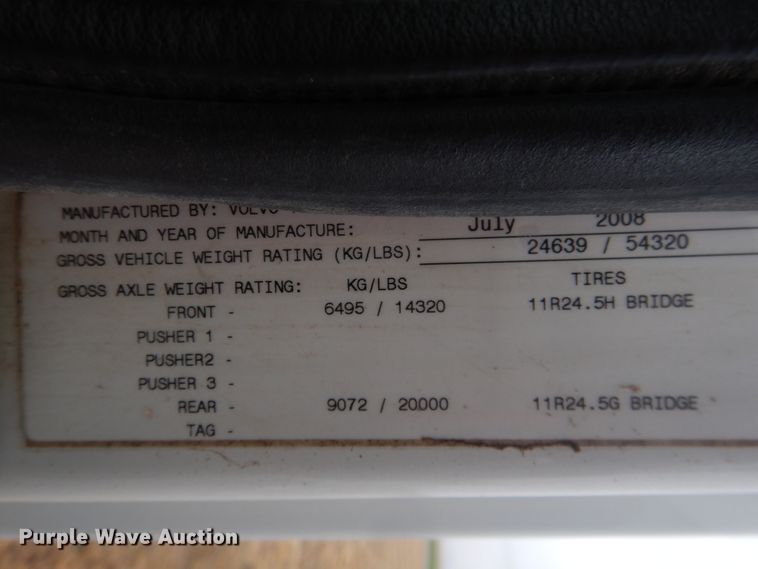 MANUFACTURED BY: VOLVO
MONTH AND YEAR OF MANUFACTURE: July 2008
GROSS VEHICLE WEIGHT RATING (KG/LBS): 24639 / 54320
GROSS AXLE WEIGHT RATING: KG/LBS TIRES
FRONT - 6495 / 14320 11R24.5H BRIDGE
PUSHER 1 -
PUSHER2 -
PUSHER 3 -
REAR - 9072 / 20000 11R24.5G BRIDGE
TAG -
Purple Wave Auction